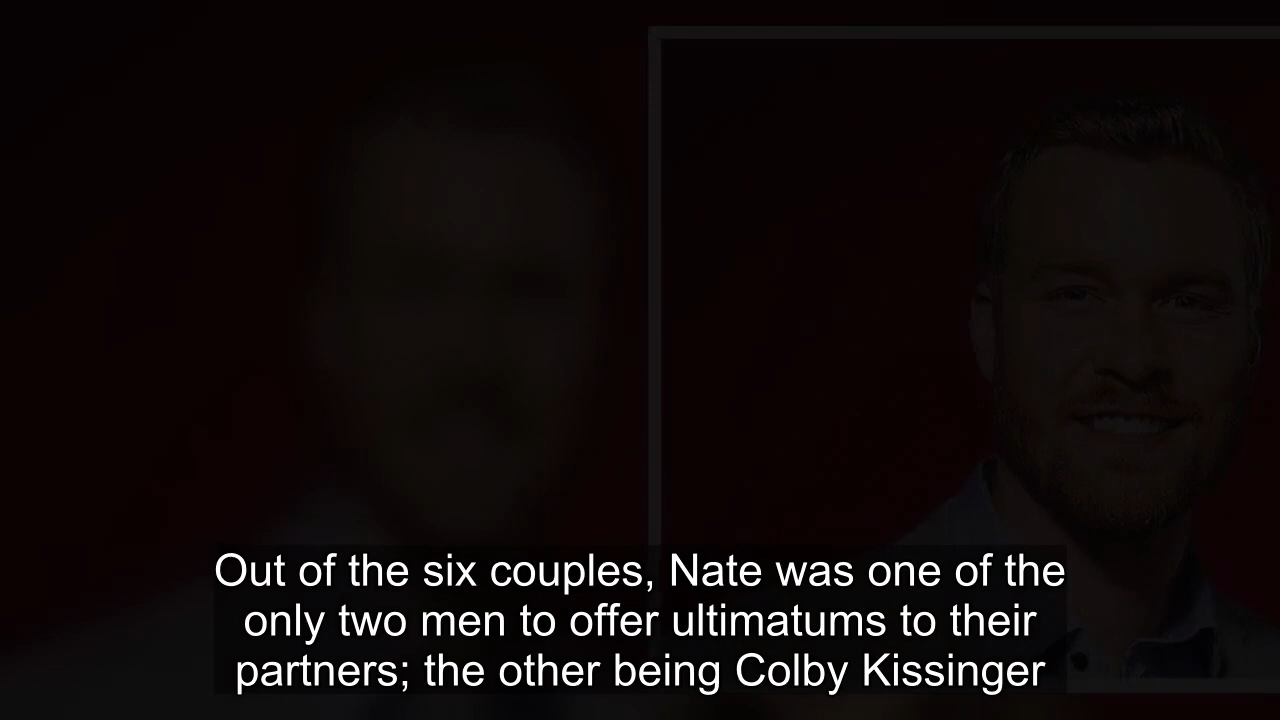 Out of the six couples, Nate was one of the
only two men to offer ultimatums to their
partners; the other being Colby Kissinger